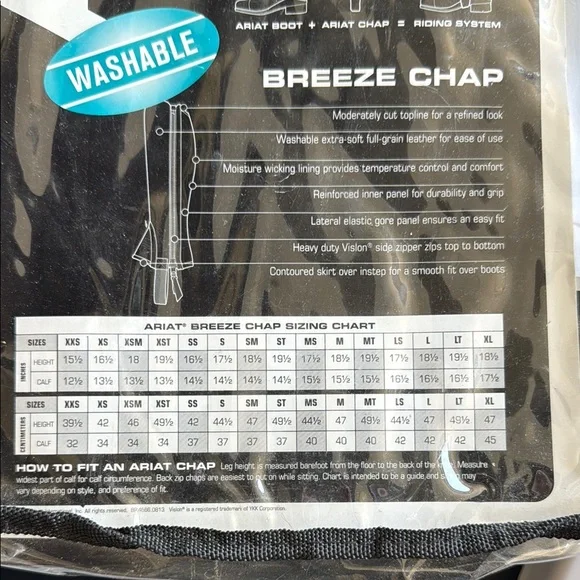 ARIAT BOOT + ARIAT CHAP = RIDING SYSTEM
WASHABLE
BREEZE CHAP
Moderately cut topline for a refined look
Washable extra-soft full-grain leather for ease of use
Moisture wicking lining provides temperature control and comfort
Reinforced inner panel for durability and grip
Lateral elastic gore panel ensures an easy fit
Heavy duty Vislon® side zipper zips top to bottom
Contoured skirt over instep for a smooth fit over boots
ARIAT® BREEZE CHAP SIZING CHART
INCHES
SIZES XXS XS XSM XST SS S SM ST MS M MT LS L LT XL
HEIGHT 15½ 16½ 18 19½ 16½ 17½ 18½ 19½ 17½ 18½ 19½ 17½ 18½ 19½ 18½
CALF 12½ 13½ 13½ 13½ 14½ 14½ 14½ 14½ 15½ 15½ 15½ 16½ 16½ 16½ 17½
CENTIMETERS
SIZES XXS XS XSM XST SS S SM ST MS M MT LS L LT XL
HEIGHT 39½ 42 46 49½ 42 44½ 47 49½ 44½ 47 49½ 44½ 47 49½ 47
CALF 32 34 34 34 37 37 37 37 40 40 40 42 42 42 45
HOW TO FIT AN ARIAT CHAP Leg height is measured barefoot from the floor to the back of the knee. Measure
widest part of calf for calf circumference. Back zip chaps are easiest to put on while sitting. Chart is intended to be a guide and may
vary depending on style, and preference of fit.
Inc. All rights reserved. Vislon® is a registered trademark of YKK Corporation.